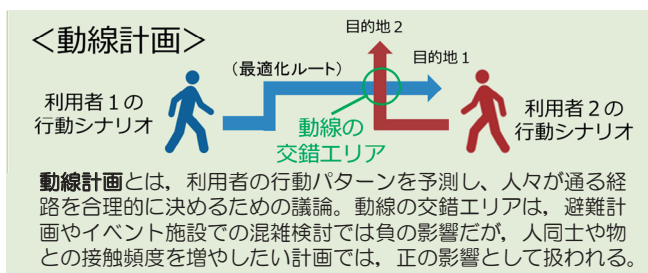 ＜動線計画＞
目的地２
目的地１
（最適化ルート）
利用者１の
行動シナリオ
動線の
交錯エリア
利用者２の
行動シナリオ
動線計画とは，利用者の行動パターンを予測し、人々が通る経
路を合理的に決めるための議論。動線の交錯エリアは，避難計
画やイベント施設での混雑検討では負の影響だが，人同士や物
との接触頻度を増やしたい計画では，正の影響として扱われる。